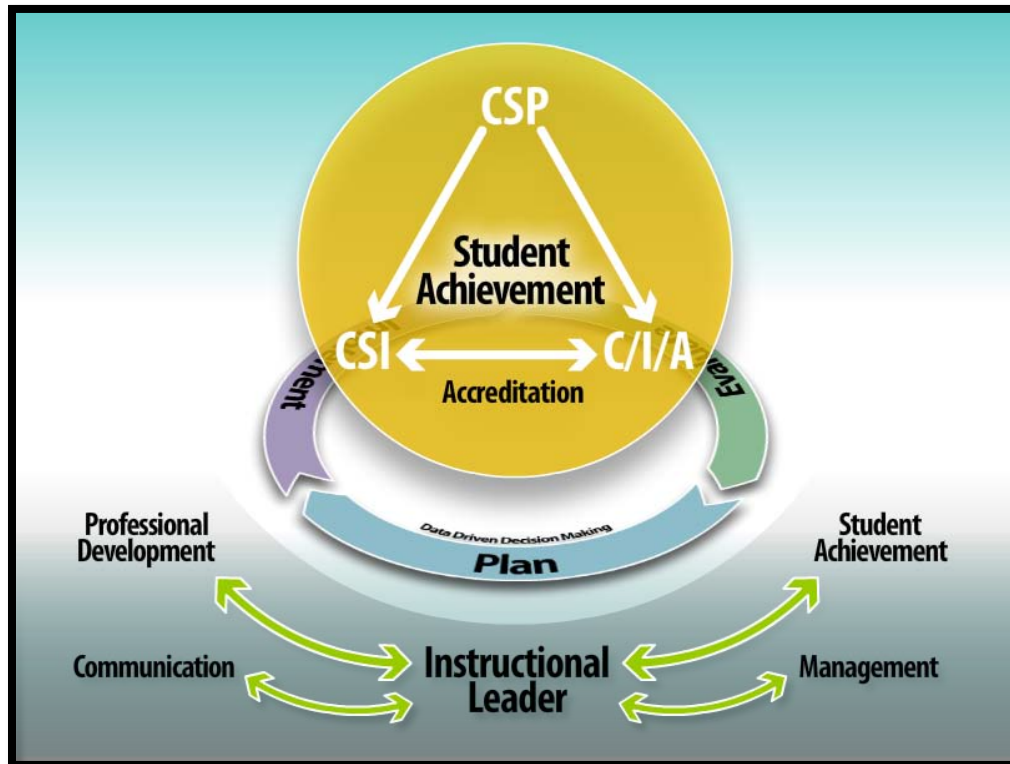 CSP
Student
Achievement
CSI
C/I/A
Accreditation
Data Driven Decision Making
Plan
Professional
Development
Student
Achievement
Communication
Instructional
Leader
Management